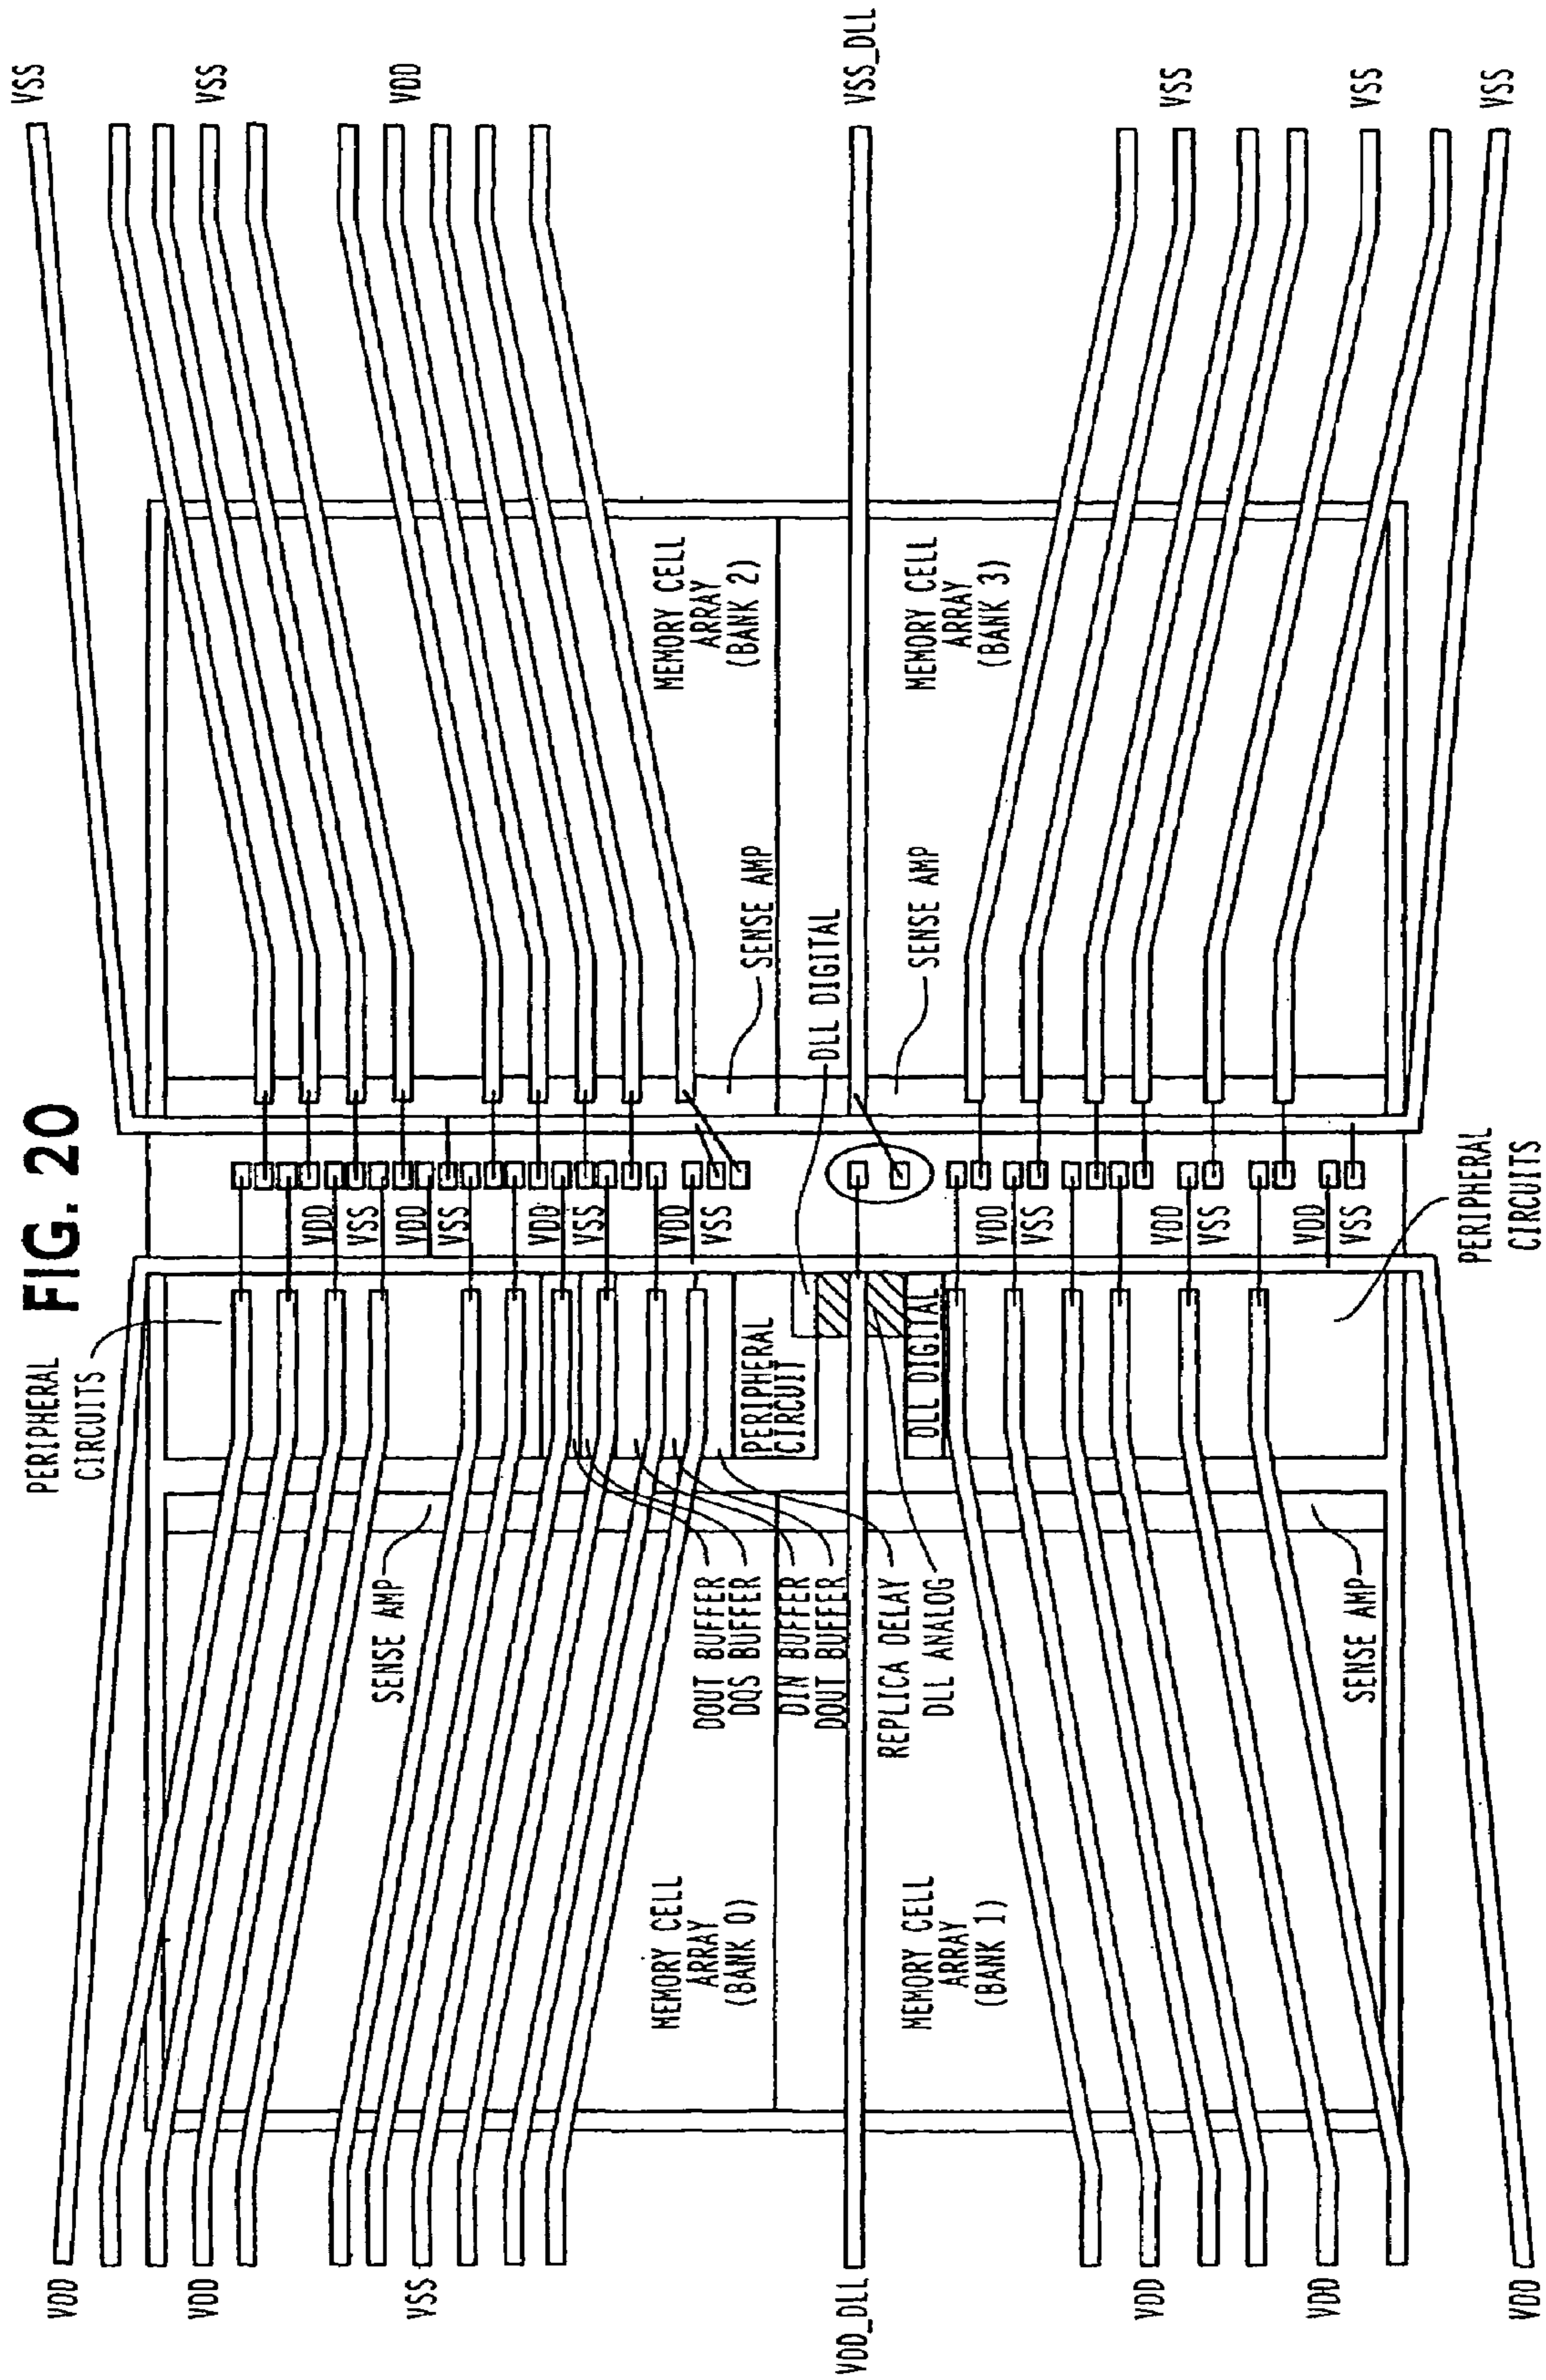 FIG. 20
VSS
VSS
VDD
VSS_DLL
VSS
VSS
VSS
MEMORY CELL
ARRAY
(BANK 2)
MEMORY CELL
ARRAY
(BANK 3)
SENSE AMP
DLL DIGITAL
SENSE AMP
VDD
VSS
VDD
VSS
VDD
VSS
VDD
VSS
VDD
VSS
VDD
VSS
VDD
VSS
PERIPHERAL
CIRCUITS
PERIPHERAL
CIRCUITS
PERIPHERAL
CIRCUIT
DLL DIGITAL
SENSE AMP
DOUT BUFFER
DQS BUFFER
DIN BUFFER
DOUT BUFFER
REPLICA DELAY
DLL ANALOG
SENSE AMP
MEMORY CELL
ARRAY
(BANK 0)
MEMORY CELL
ARRAY
(BANK 1)
VDD
VDD
VSS
VDD_DLL
VDD
VDD
VDD